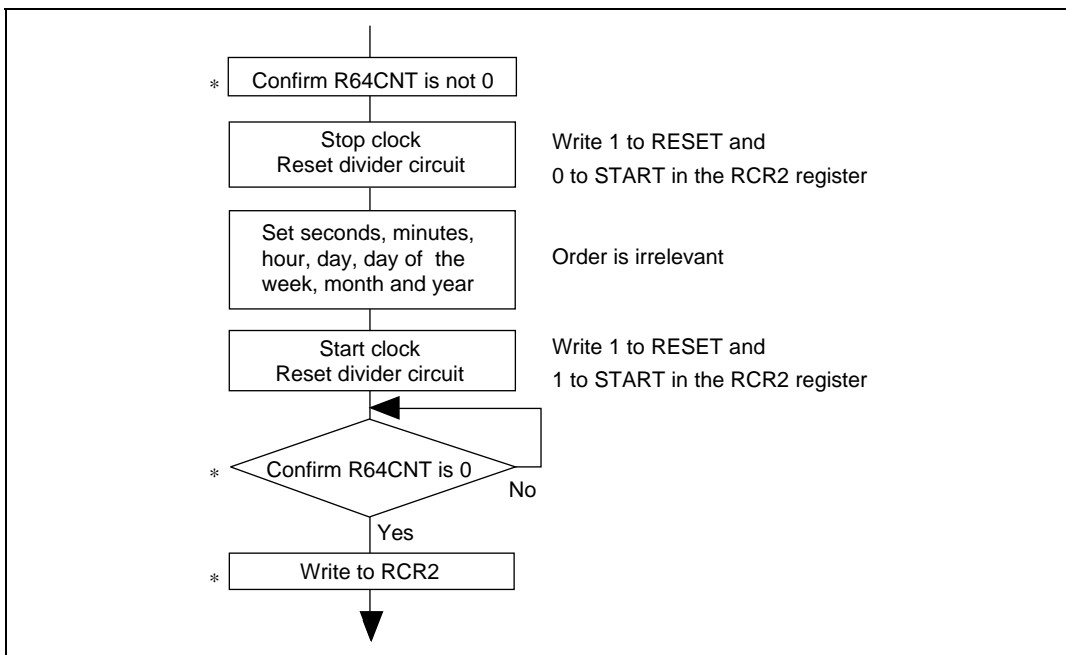 * Confirm R64CNT is not 0
Stop clock
Reset divider circuit
Write 1 to RESET and
0 to START in the RCR2 register
Set seconds, minutes,
hour, day, day of the
week, month and year
Order is irrelevant
Start clock
Reset divider circuit
Write 1 to RESET and
1 to START in the RCR2 register
* Confirm R64CNT is 0
No
Yes
* Write to RCR2